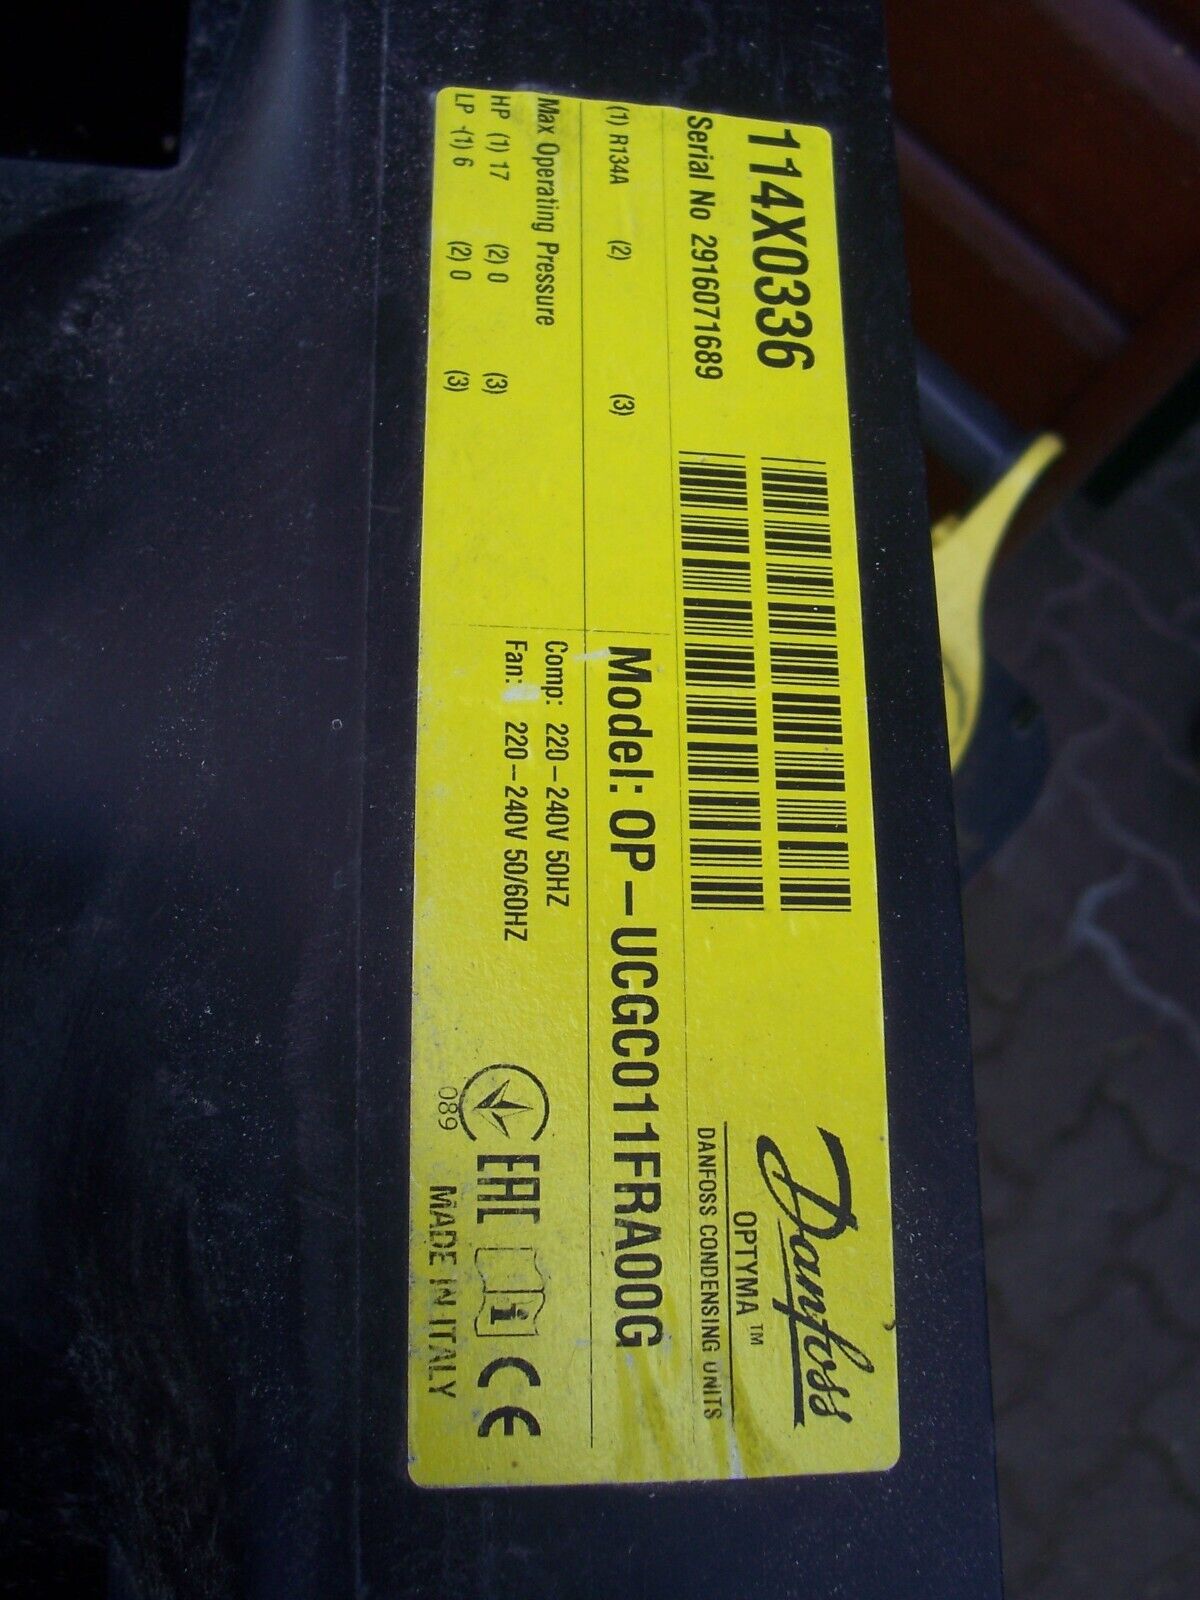 114X0336
Serial No 2916071689
Danfoss
OPTYMA™
DANFOSS CONDENSING UNITS
(1) R134A (2) (3)
Model: OP-UCGC011FRA00G
Max Operating Pressure
HP (1) 17 (2) 0 (3)
LP -(1) 6 (2) 0 (3)
Comp: 220-240V 50HZ
Fan: 220-240V 50/60HZ
089
EAC
i
CE
MADE IN ITALY